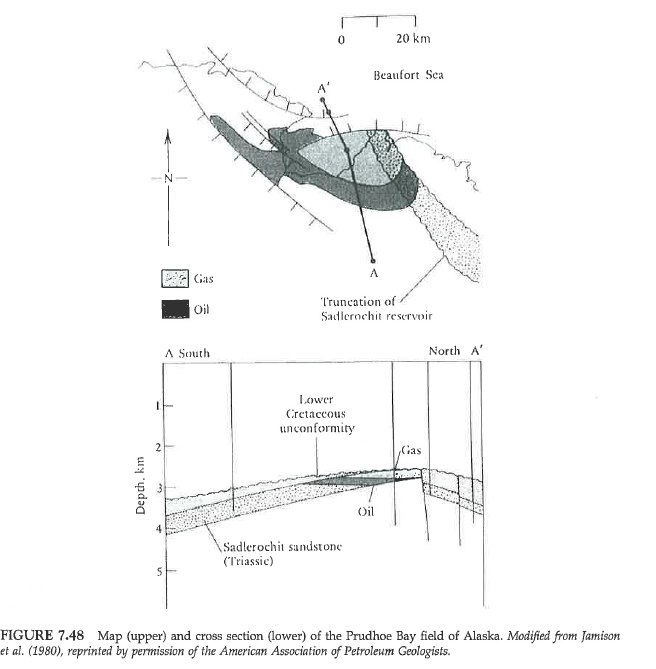 0 20 km
Beaufort Sea
A'
N
A
Gas
Oil
Truncation of
Sadlerochit reservoir
A South
North A'
Lower
Cretaceous
unconformity
Gas
Oil
Depth, km
1
2
3
4
5
Sadlerochit sandstone
(Triassic)
FIGURE 7.48 Map (upper) and cross section (lower) of the Prudhoe Bay field of Alaska. Modified from Jamison
et al. (1980), reprinted by permission of the American Association of Petroleum Geologists.